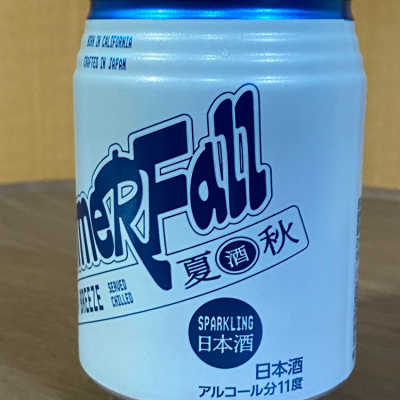 BORN IN CALIFORNIA
CRAFTED IN JAPAN
merFall
夏酒秋
SERVED
CHILLED
SPARKLING
日本酒
日本酒
アルコール分11度